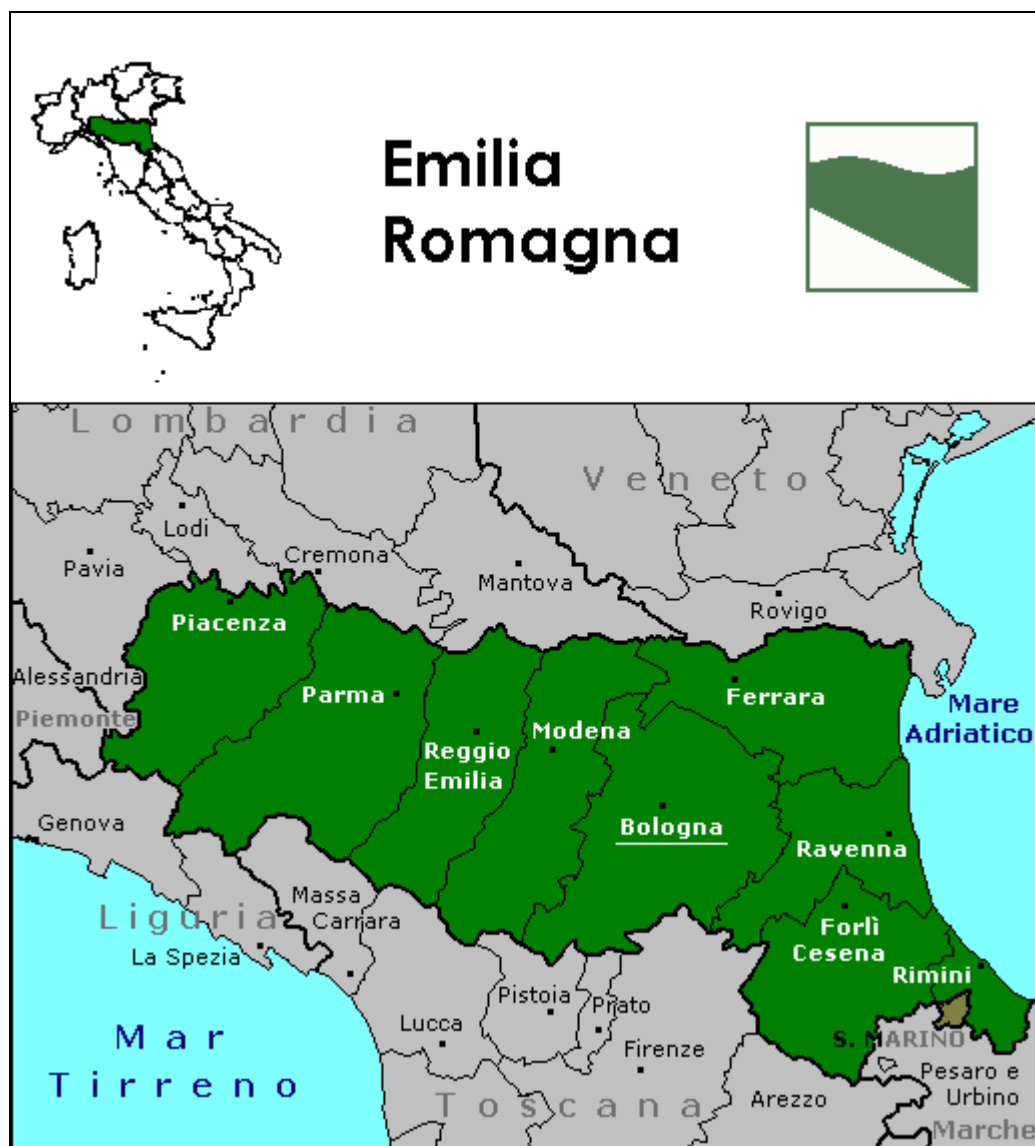 Emilia
Romagna
Lombardia
Veneto
Lodi
Cremona
Pavia
Mantova
Rovigo
Piacenza
Alessandria
Parma
Ferrara
Mare
Adriatico
Piemonte
Modena
Reggio
Emilia
Genova
Bologna
Ravenna
Massa
Carrara
Liguria
Forlì
Cesena
La Spezia
Rimini
Pistoia
Prato
Lucca
Mar
Tirreno
Firenze
S. MARINO
Pesaro e
Urbino
Toscana
Arezzo
Marche